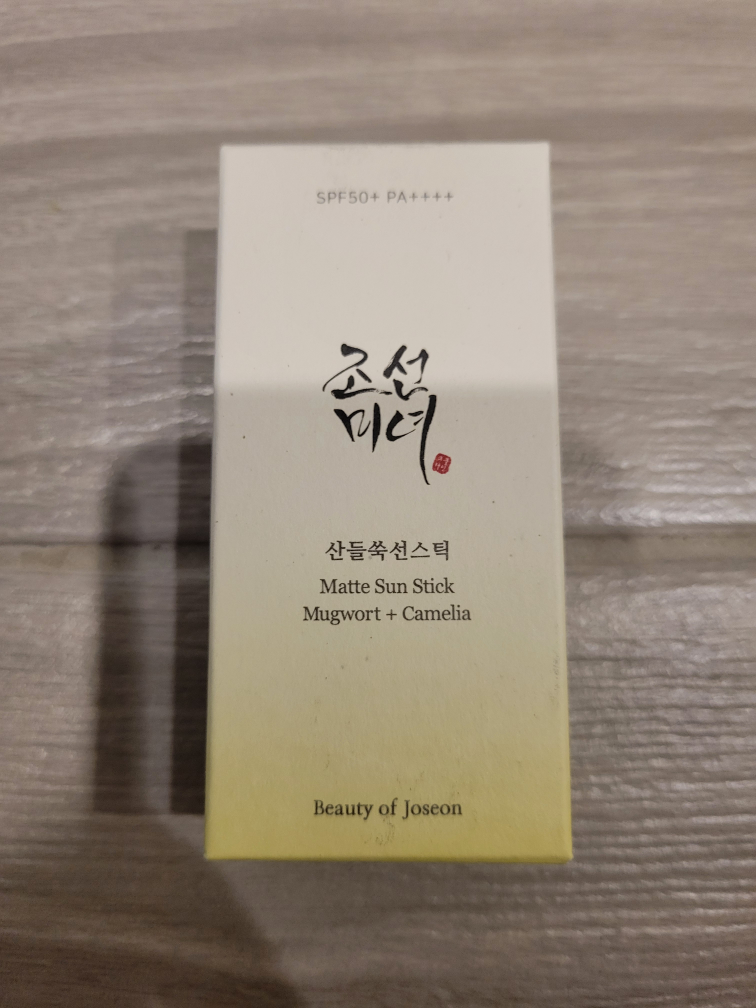 SPF50+ PA++++
조선
미녀
산들쑥선스틱
Matte Sun Stick
Mugwort + Camelia
Beauty of Joseon